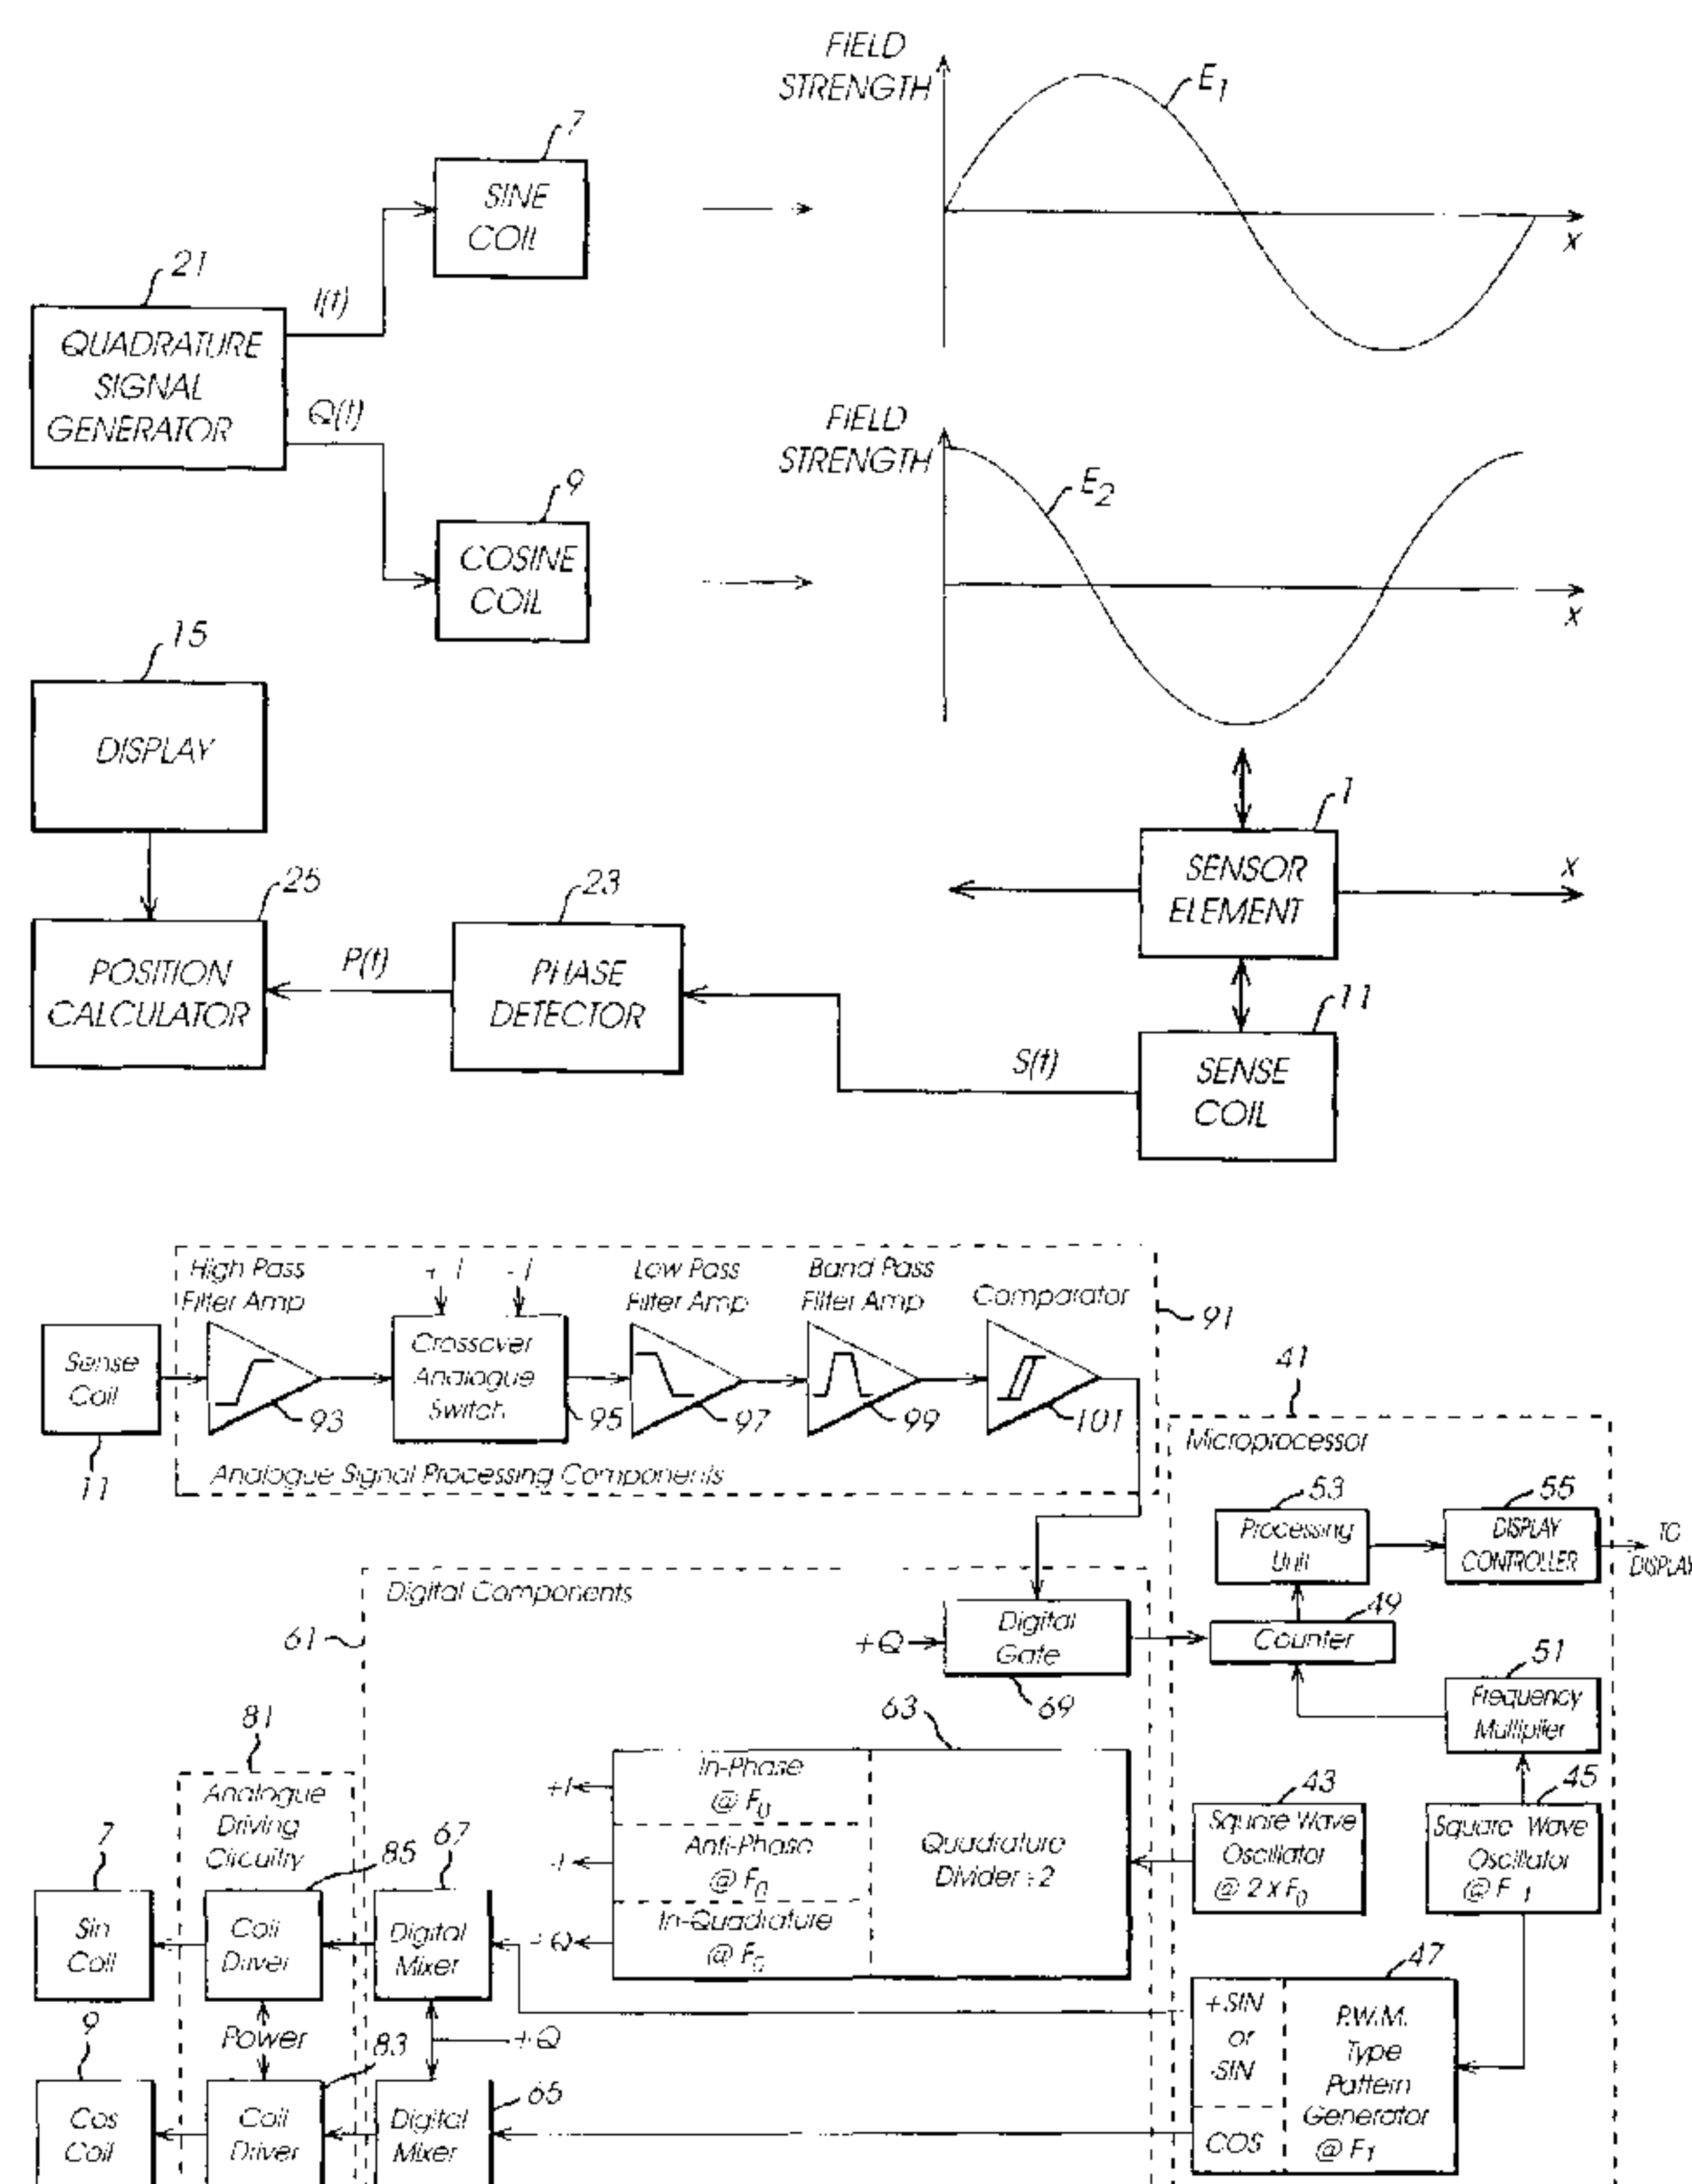 FIELD
STRENGTH
E1
7
SINE
COIL
X
21
I(t)
QUADRATURE
SIGNAL
GENERATOR
Q(t)
FIELD
STRENGTH
E2
9
COSINE
COIL
X
15
DISPLAY
1
SENSOR
ELEMENT
X
25
23
POSITION
CALCULATOR
P(t)
PHASE
DETECTOR
11
S(t)
SENSE
COIL
High Pass
Filter Amp
+ I
- I
Low Pass
Filter Amp
Band Pass
Filter Amp
Comparator
91
Sense
Coil
11
Crossover
Analogue
Switch
93
95
97
99
101
Analogue Signal Processing Components
41
Microprocessor
53
Processing
Unit
55
DISPLAY
CONTROLLER
TO
DISPLAY
Digital Components
61
+Q
Digital
Gate
69
49
Counter
51
Frequency
Multiplier
63
81
Analogue
Driving
Circuitry
+I
In-Phase
@ F0
-I
Anti-Phase
@ F0
+Q
In-Quadrature
@ F0
Quadrature
Divider ÷2
43
Square Wave
Oscillator
@ 2 x F0
45
Square Wave
Oscillator
@ F1
7
Sin
Coil
85
Coil
Driver
67
Digital
Mixer
47
+SIN
or
-SIN
COS
P.W.M.
Type
Pattern
Generator
@ F1
9
Power
83
+Q
Cos
Coil
Coil
Driver
65
Digital
Mixer